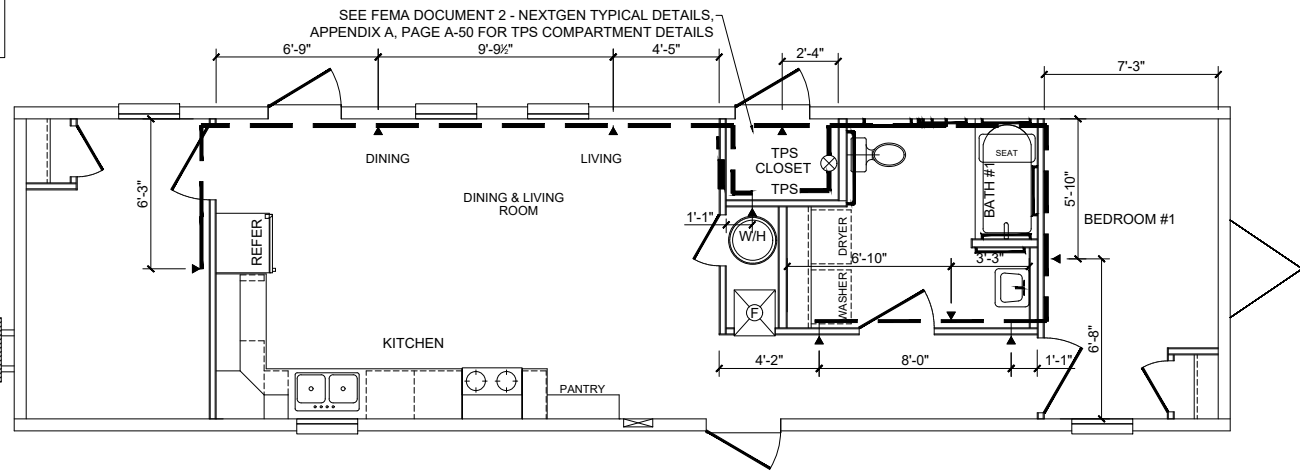 SEE FEMA DOCUMENT 2 - NEXTGEN TYPICAL DETAILS,
APPENDIX A, PAGE A-50 FOR TPS COMPARTMENT DETAILS
6'-9"
9'-9½"
4'-5"
2'-4"
7'-3"
6'-3"
DINING
LIVING
DINING & LIVING
ROOM
TPS
CLOSET
TPS
SEAT
BATH #1
5'-10"
BEDROOM #1
REFER
1'-1"
W/H
DRYER
WASHER
6'-10"
3'-3"
F
KITCHEN
PANTRY
4'-2"
8'-0"
1'-1"
6'-8"